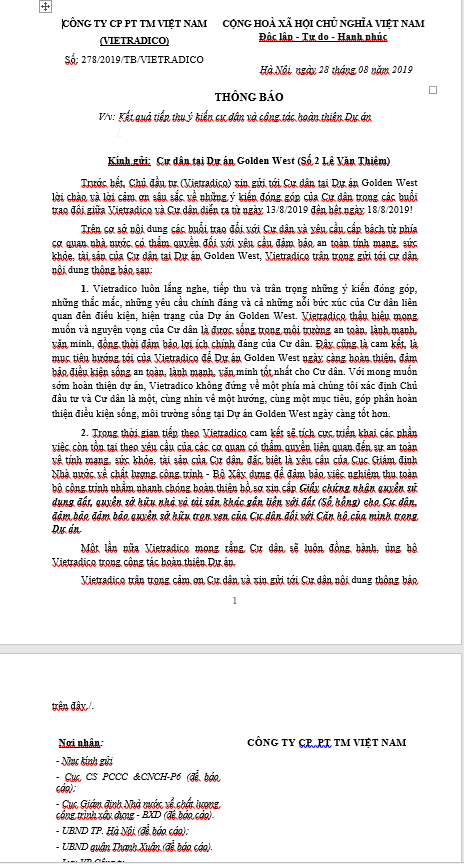 CÔNG TY CP PT TM VIỆT NAM
CỘNG HOÀ XÃ HỘI CHỦ NGHĨA VIỆT NAM
(VIETRADICO)
Độc lập - Tự do - Hạnh phúc
Số: 278/2019/TB/VIETRADICO
Hà Nội, ngày 28 tháng 08 năm 2019
THÔNG BÁO
V/v: Kết quả tiếp thu ý kiến cư dân và công tác hoàn thiện Dự án
Kính gửi: Cư dân tại Dự án Golden West (Số 2 Lê Văn Thiêm)
Trước hết, Chủ đầu tư (Vietradico) xin gửi tới Cư dân tại Dự án Golden West
lời chào và lời cảm ơn sâu sắc về những ý kiến đóng góp của Cư dân trong các buổi
trao đổi giữa Vietradico và Cư dân diễn ra từ ngày 13/8/2019 đến hết ngày 18/8/2019!
Trên cơ sở nội dung các buổi trao đổi với Cư dân và yêu cầu cấp bách từ phía
cơ quan nhà nước có thẩm quyền đối với yêu cầu đảm bảo an toàn tính mạng, sức
khỏe, tài sản của Cư dân tại Dự án Golden West, Vietradico trân trọng gửi tới cư dân
nội dung thông báo sau:
1. Vietradico luôn lắng nghe, tiếp thu và trân trọng những ý kiến đóng góp,
những thắc mắc, những yêu cầu chính đáng và cả những nỗi bức xúc của Cư dân liên
quan đến điều kiện, hiện trạng của Dự án Golden West. Vietradico thấu hiểu mong
muốn và nguyện vọng của Cư dân là được sống trong môi trường an toàn, lành mạnh,
văn minh, đồng thời đảm bảo lợi ích chính đáng của Cư dân. Đây cũng là cam kết, là
mục tiêu hướng tới của Vietradico để Dự án Golden West ngày càng hoàn thiện, đảm
bảo điều kiện sống an toàn, lành mạnh, văn minh tốt nhất cho Cư dân. Với mong muốn
sớm hoàn thiện dự án, Vietradico không đứng về một phía mà chúng tôi xác định Chủ
đầu tư và Cư dân là một, cùng nhìn về một hướng, cùng một mục tiêu, góp phần hoàn
thiện điều kiện sống, môi trường sống tại Dự án Golden West ngày càng tốt hơn.
2. Trong thời gian tiếp theo Vietradico cam kết sẽ tích cực triển khai các phần
việc còn tồn tại theo yêu cầu của các cơ quan có thẩm quyền liên quan đến sự an toàn
về tính mạng, sức khỏe, tài sản của Cư dân, đặc biệt là yêu cầu của Cục Giám định
Nhà nước về chất lượng công trình - Bộ Xây dựng để đảm bảo việc nghiệm thu toàn
bộ công trình nhằm nhanh chóng hoàn thiện hồ sơ xin cấp Giấy chứng nhận quyền sử
dụng đất, quyền sở hữu nhà và tài sản khác gắn liền với đất (Sổ hồng) cho Cư dân,
đảm bảo đảm bảo quyền sở hữu trọn vẹn của Cư dân đối với Căn hộ của mình trong
Dự án.
Một lần nữa Vietradico mong rằng Cư dân sẽ luôn đồng hành, ủng hộ
Vietradico trong công tác hoàn thiện Dự án.
Vietradico trân trọng cảm ơn Cư dân và xin gửi tới Cư dân nội dung thông báo
1
trên đây./.
Nơi nhận:
CÔNG TY CP PT TM VIỆT NAM
- Như kính gửi
- Cục CS PCCC &CNCH-P6 (để báo
cáo);
- Cục Giám định Nhà nước về chất lượng
công trình xây dựng - BXD (để báo cáo).
- UBND TP. Hà Nội (để báo cáo);
- UBND quận Thanh Xuân (để báo cáo).